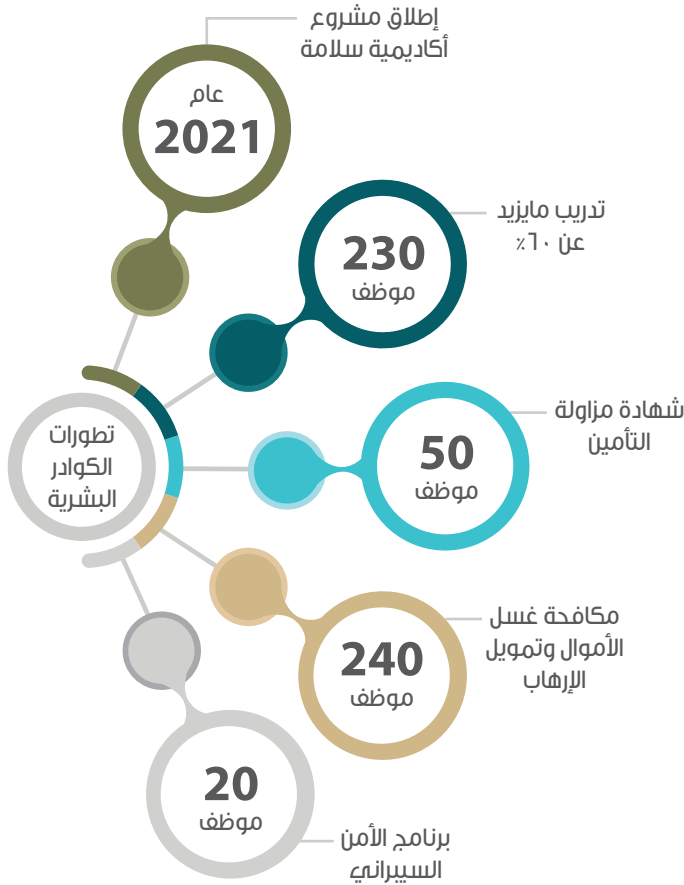 إطلاق مشروع
أكاديمية سلامة
عام
2021
تدريب مايزيد
عن ٦٠٪
230
موظف
شهادة مزاولة
التأمين
50
موظف
تطورات
الكوادر
البشرية
مكافحة غسل
الأموال وتمويل
الإرهاب
240
موظف
برنامج الأمن
السيبراني
20
موظف